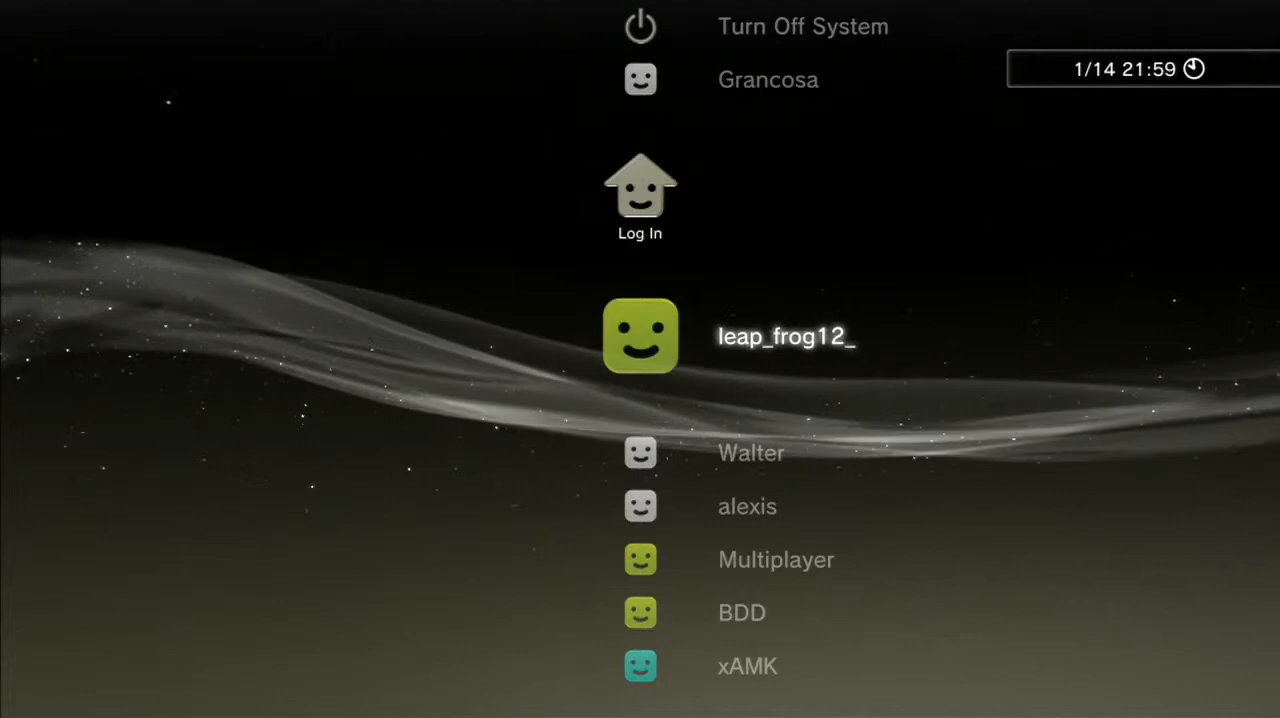 Turn Off System
1/14 21:59
Grancosa
Log In
leap_frog12_
Walter
alexis
Multiplayer
BDD
xAMK